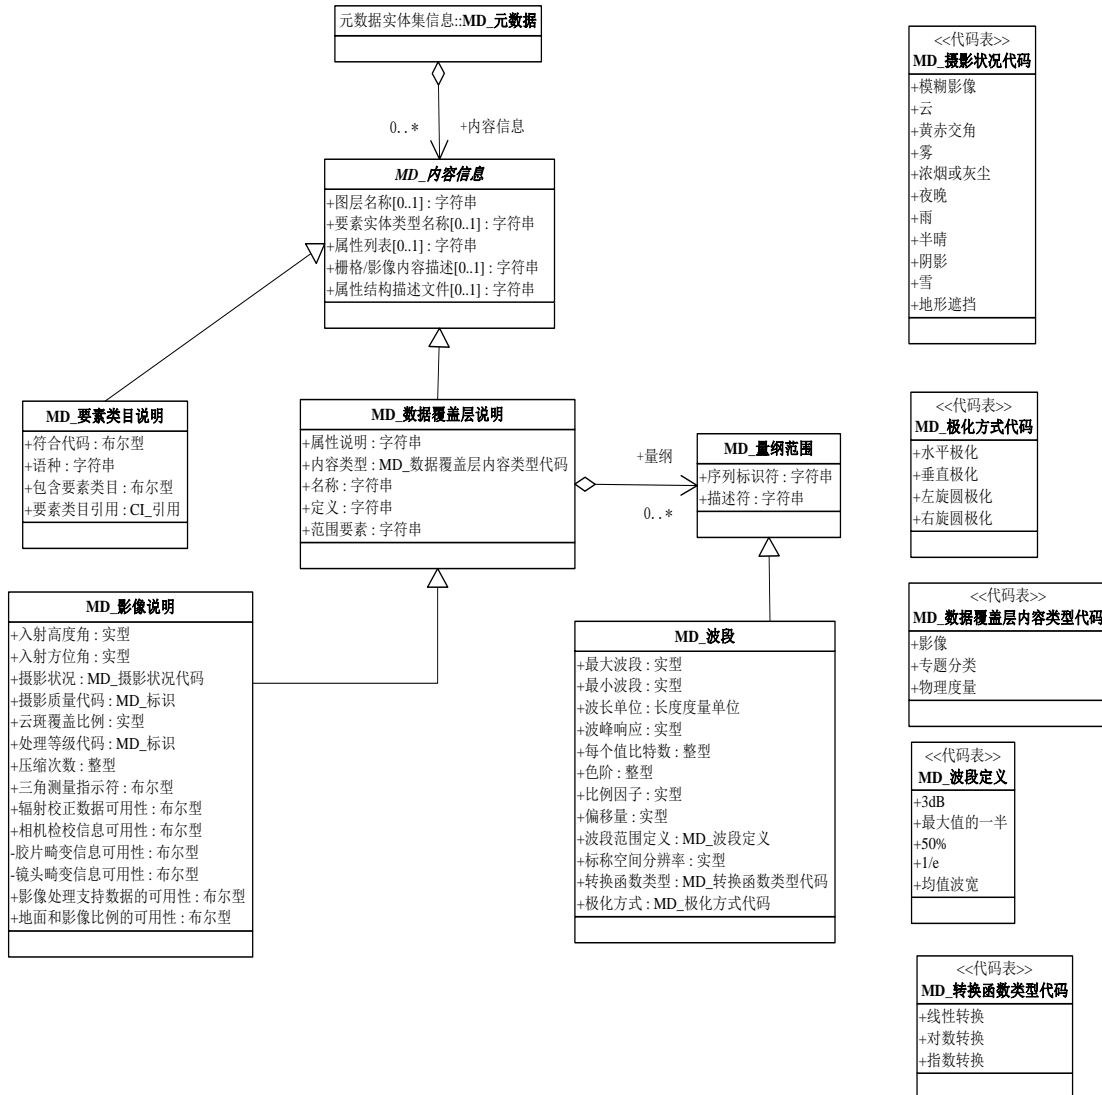 元数据实体集信息::MD_元数据
0..*
+内容信息
MD_内容信息
+图层名称[0..1] : 字符串
+要素实体类型名称[0..1] : 字符串
+属性列表[0..1] : 字符串
+栅格/影像内容描述[0..1] : 字符串
+属性结构描述文件[0..1] : 字符串
MD_要素类目说明
+符合代码 : 布尔型
+语种 : 字符串
+包含要素类目 : 布尔型
+要素类目引用 : CI_引用
MD_数据覆盖层说明
+属性说明 : 字符串
+内容类型 : MD_数据覆盖层内容类型代码
+名称 : 字符串
+定义 : 字符串
+范围要素 : 字符串
+量纲
0..*
MD_量纲范围
+序列标识符 : 字符串
+描述符 : 字符串
MD_影像说明
+入射高度角 : 实型
+入射方位角 : 实型
+摄影状况 : MD_摄影状况代码
+摄影质量代码 : MD_标识
+云斑覆盖比例 : 实型
+处理等级代码 : MD_标识
+压缩次数 : 整型
+三角测量指示符 : 布尔型
+辐射校正数据可用性 : 布尔型
+相机检校信息可用性 : 布尔型
-胶片畸变信息可用性 : 布尔型
-镜头畸变信息可用性 : 布尔型
+影像处理支持数据的可用性 : 布尔型
+地面和影像比例的可用性 : 布尔型
MD_波段
+最大波段 : 实型
+最小波段 : 实型
+波长单位 : 长度度量单位
+波峰响应 : 实型
+每个值比特数 : 整型
+色阶 : 整型
+比例因子 : 实型
+偏移量 : 实型
+波段范围定义 : MD_波段定义
+标称空间分辨率 : 实型
+转换函数类型 : MD_转换函数类型代码
+极化方式 : MD_极化方式代码
<<代码表>>
MD_摄影状况代码
+模糊影像
+云
+黄赤交角
+雾
+浓烟或灰尘
+夜晚
+雨
+半晴
+阴影
+雪
+地形遮挡
<<代码表>>
MD_极化方式代码
+水平极化
+垂直极化
+左旋圆极化
+右旋圆极化
<<代码表>>
MD_数据覆盖层内容类型代码
+影像
+专题分类
+物理度量
<<代码表>>
MD_波段定义
+3dB
+最大值的一半
+50%
+1/e
+均值波宽
<<代码表>>
MD_转换函数类型代码
+线性转换
+对数转换
+指数转换